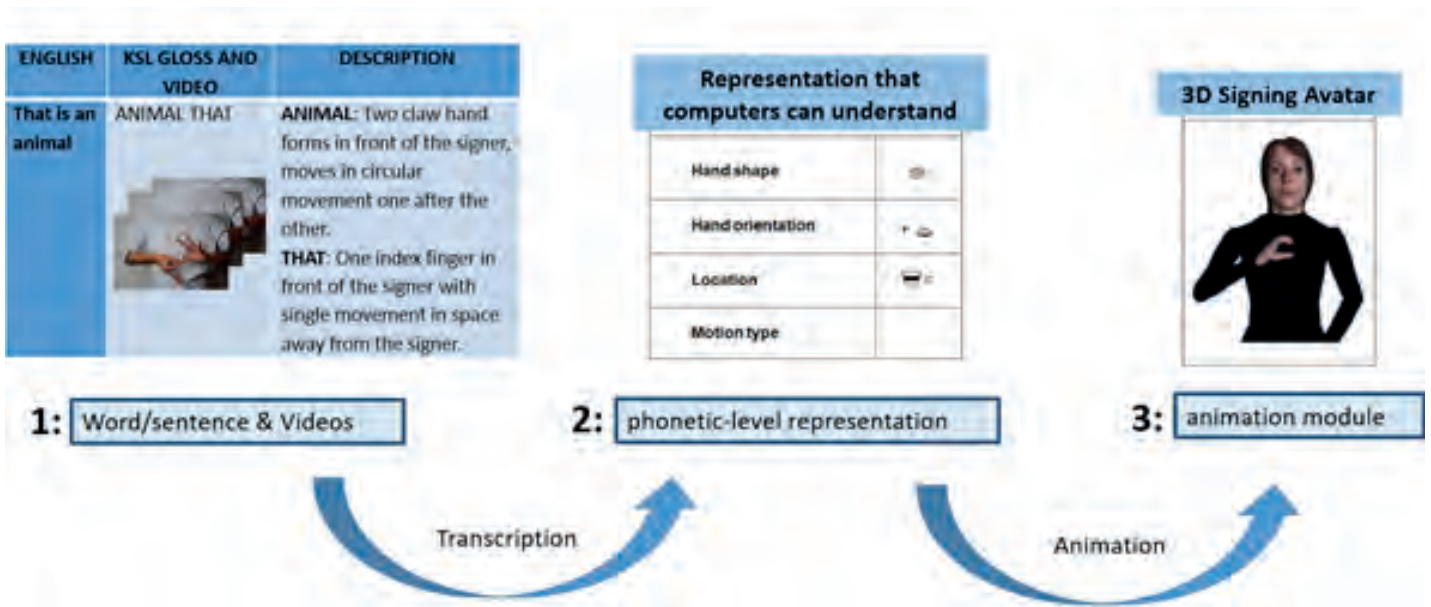 ENGLISH
KSL GLOSS AND
VIDEO
DESCRIPTION
That is an
animal
ANIMAL THAT
ANIMAL: Two claw hand
forms in front of the signer,
moves in circular
movement one after the
other.
THAT: One index finger in
front of the signer with
single movement in space
away from the signer.
Representation that
computers can understand
Hand shape
Hand orientation
Location
Motion type
3D Signing Avatar
1: Word/sentence & Videos
2: phonetic-level representation
3: animation module
Transcription
Animation